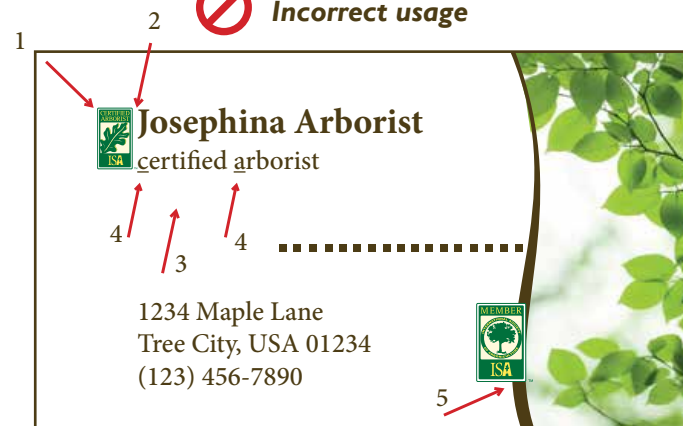 Incorrect usage
1
2
CERTIFIED
ARBORIST
ISA
Josephina Arborist
certified arborist
4
3
4
1234 Maple Lane
Tree City, USA 01234
(123) 456-7890
MEMBER
ISA
5